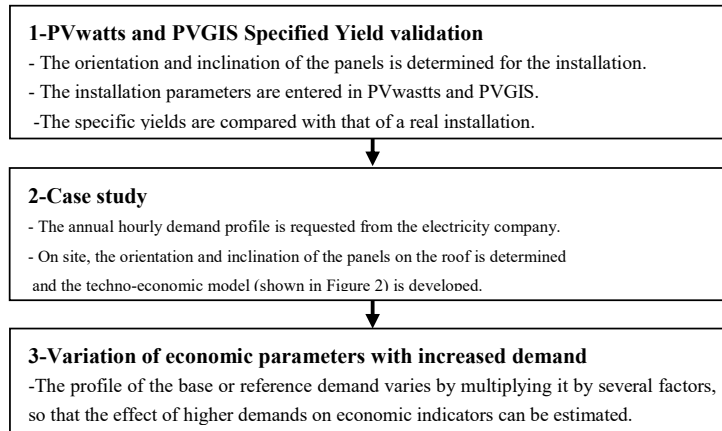 1-PVwatts and PVGIS Specified Yield validation
- The orientation and inclination of the panels is determined for the installation.
- The installation parameters are entered in PVwastts and PVGIS.
-The specific yields are compared with that of a real installation.
2-Case study
- The annual hourly demand profile is requested from the electricity company.
- On site, the orientation and inclination of the panels on the roof is determined
and the techno-economic model (shown in Figure 2) is developed.
3-Variation of economic parameters with increased demand
-The profile of the base or reference demand varies by multiplying it by several factors,
so that the effect of higher demands on economic indicators can be estimated.